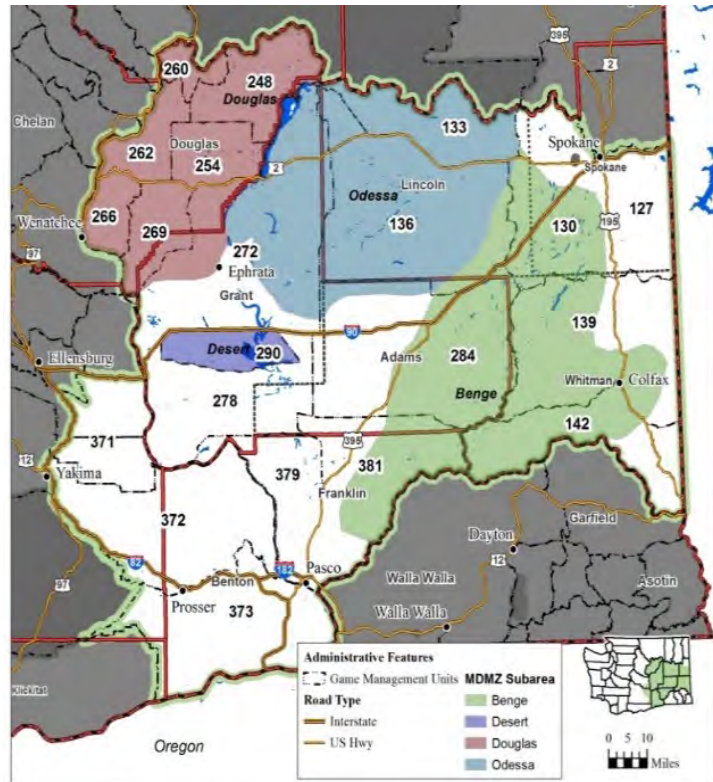 395
2
260
248
Douglas
Chelan
133
262
Douglas
254
2
Spokane
Spokane
Lincoln
Odessa
266
Wenatchee
136
130
195
127
97
269
272
Ephrata
Grant
90
139
Ellensburg
Desert
290
Adams
284
Whitman
Colfax
278
Benge
371
142
12
395
Yakima
379
381
Franklin
372
Garfield
Dayton
82
182
Pasco
12
97
Benton
Walla Walla
Asotin
Prosser
373
Walla Walla
Klickitat
Oregon
Administrative Features
Game Management Units
Road Type
Interstate
US Hwy
MDMZ Subarea
Benge
Desert
Douglas
Odessa
0 5 10
Miles